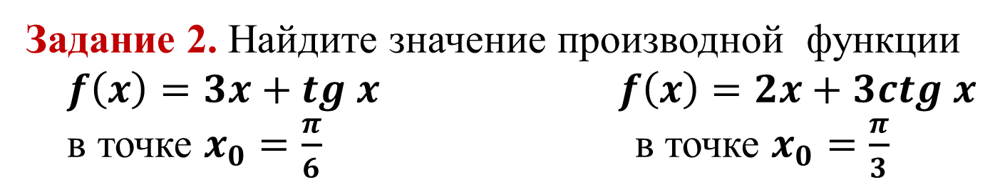 Задание 2. Найдите значение производной функции
f(x) = 3x + tg x f(x) = 2x + 3ctg x
в точке x₀ = π/6 в точке x₀ = π/3